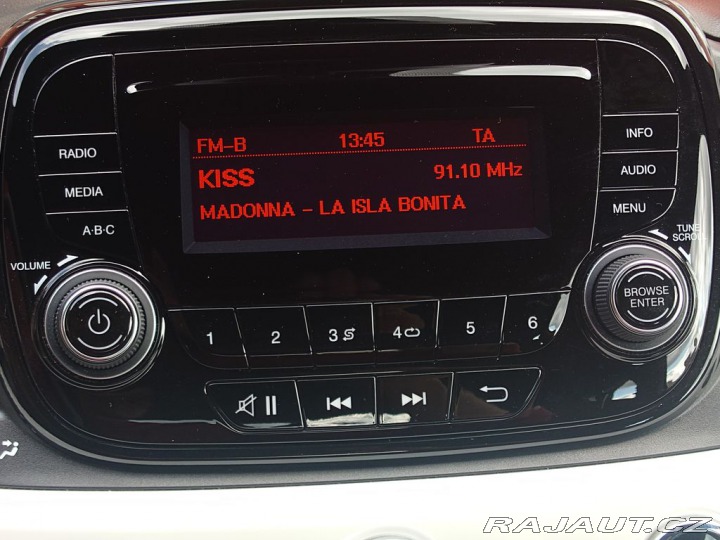 FM-B 13:45 TA
KISS 91.10 MHz
MADONNA - LA ISLA BONITA
RADIO
MEDIA
A·B·C
INFO
AUDIO
MENU
VOLUME
TUNE
SCROLL
BROWSE
ENTER
1 2 3 4 5 6
RAJAUT.CZ